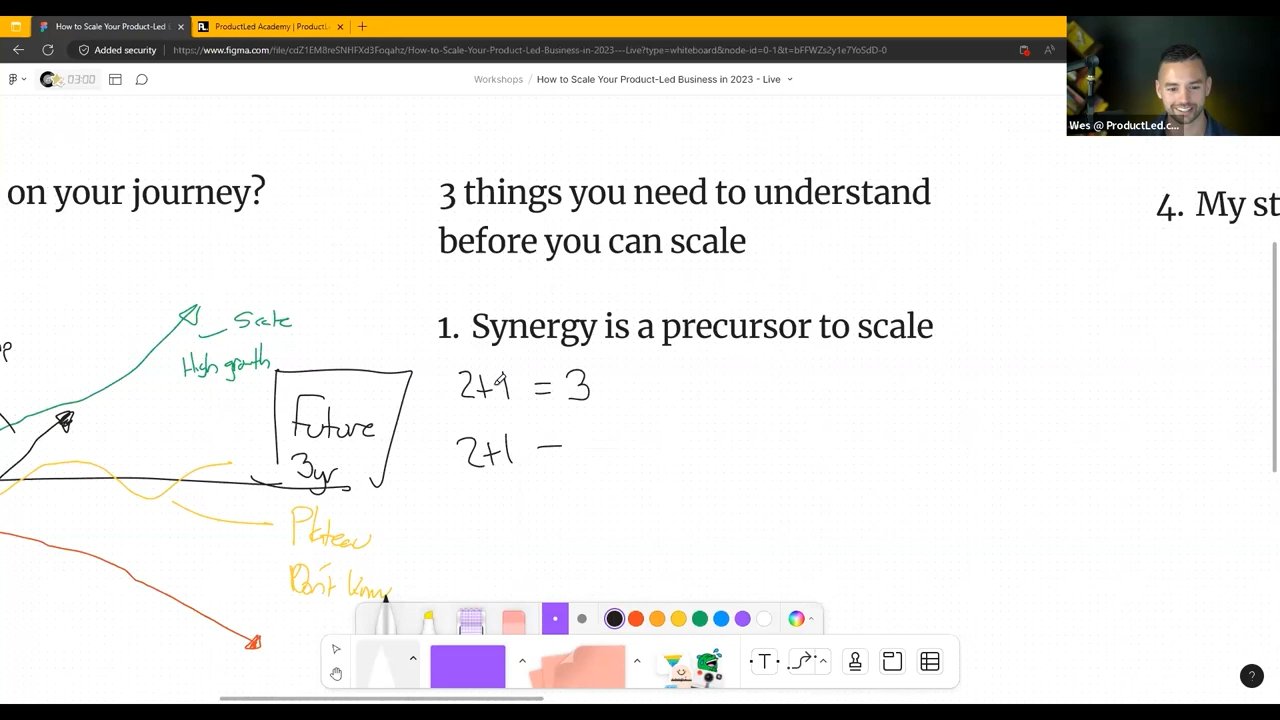 How to Scale Your Product-Led
ProductLed Academy | ProductL
Added security
https://www.figma.com/file/cdZ1EM8reSNHFXd3Foqahz/How-to-Scale-Your-Product-Led-Business-in-2023---Live?type=whiteboard&node-id=0-1&t=bFFWZs2y1e7YoSdD-0
03:00
Workshops / How to Scale Your Product-Led Business in 2023 - Live
Wes @ ProductLed.c...
on your journey?
3 things you need to understand
before you can scale
4. My st
1. Synergy is a precursor to scale
Scale
High growth
Future
3yr
Plateau
Don't know
2+1 = 3
2+1 =
T
?